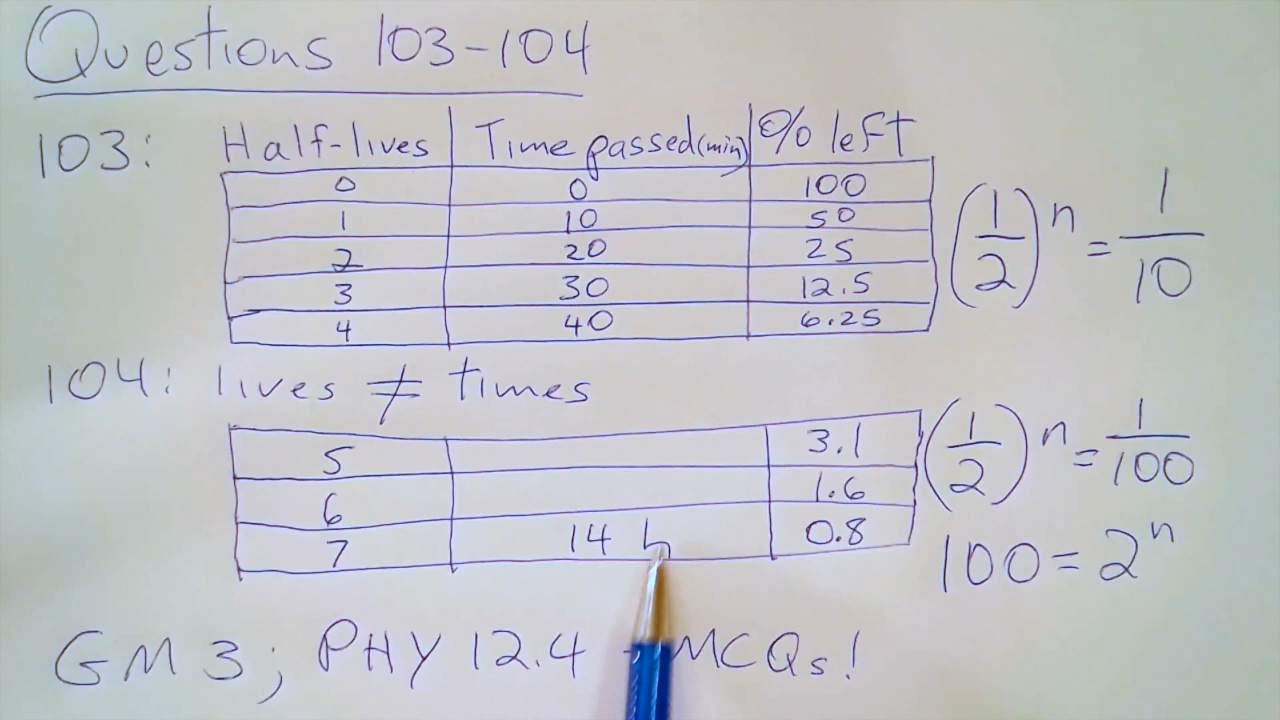 Questions 103-104
103: Half-lives Time passed(min) % left
0 0 100
1 10 50
2 20 25
3 30 12.5
4 40 6.25
(1/2)^n = 1/10
104: lives ≠ times
5 3.1
6 1.6
7 14 h 0.8
(1/2)^n = 1/100
100 = 2^n
GM 3; PHY 12.4 - MCQs!